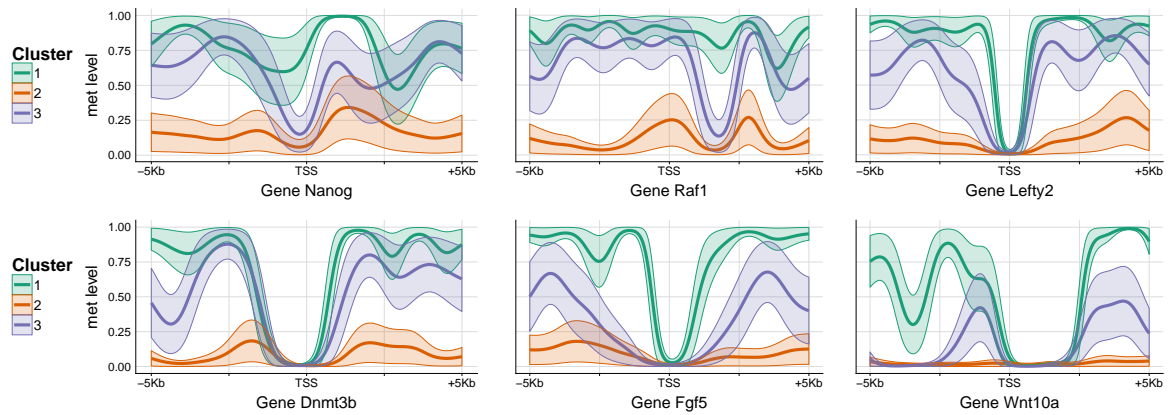 Cluster
1
2
3
met level
1.00
0.75
0.50
0.25
0.00
−5Kb TSS +5Kb
Gene Nanog
−5Kb TSS +5Kb
Gene Raf1
−5Kb TSS +5Kb
Gene Lefty2
Cluster
1
2
3
met level
1.00
0.75
0.50
0.25
0.00
−5Kb TSS +5Kb
Gene Dnmt3b
−5Kb TSS +5Kb
Gene Fgf5
−5Kb TSS +5Kb
Gene Wnt10a